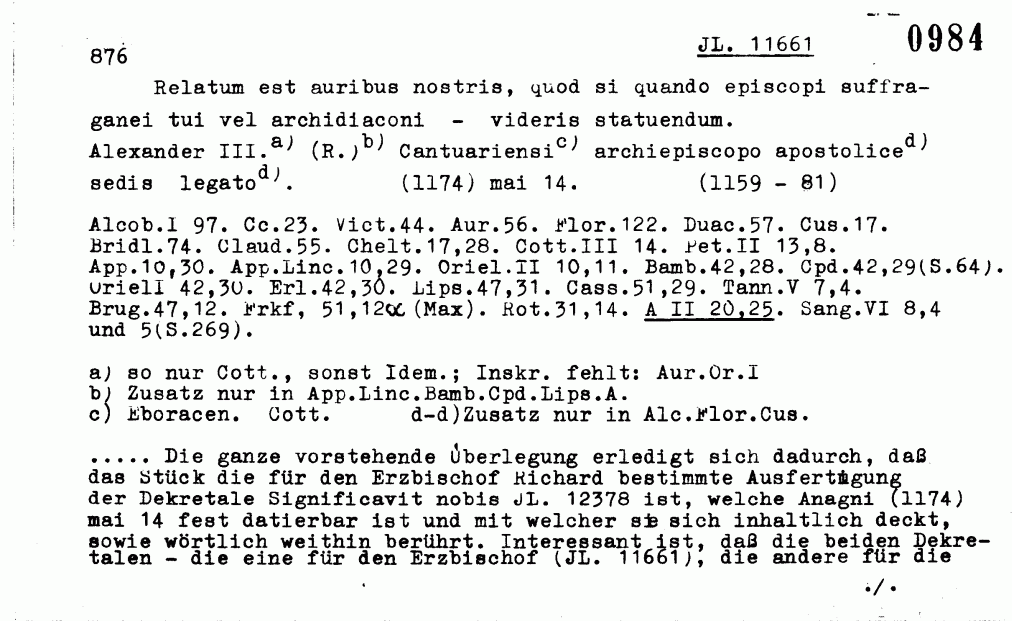 JL. 11661 0984
876
Relatum est auribus nostris, quod si quando episcopi suffra-
ganei tui vel archidiaconi - videris statuendum.
Alexander III.a) (R.)b) Cantuariensic) archiepiscopo apostoliced)
sedis legatod). (1174) mai 14. (1159 - 81)
Alcob.I 97. Cc.23. Vict.44. Aur.56. Flor.122. Duac.57. Cus.17.
Bridl.74. Claud.55. Chelt.17,28. Cott.III 14. Pet.II 13,8.
App.10,30. App.Linc.10,29. Oriel.II 10,11. Bamb.42,28. Cpd.42,29(S.64).
OrielI 42,30. Erl.42,30. Lips.47,31. Cass.51,29. Tann.V 7,4.
Brug.47,12. Frkf, 51,12α (Max). Rot.31,14. A II 20,25. Sang.VI 8,4
und 5(S.269).
a) so nur Cott., sonst Idem.; Inskr. fehlt: Aur.Or.I
b) Zusatz nur in App.Linc.Bamb.Cpd.Lips.A.
c) Eboracen. Cott. d-d)Zusatz nur in Alc.Flor.Cus.
..... Die ganze vorstehende Überlegung erledigt sich dadurch, daß
das Stück die für den Erzbischof Richard bestimmte Ausfertigung
der Dekretale Significavit nobis JL. 12378 ist, welche Anagni (1174)
mai 14 fest datierbar ist und mit welcher sie sich inhaltlich deckt,
sowie wörtlich weithin berührt. Interessant ist, daß die beiden Dekre-
talen - die eine für den Erzbischof (JL. 11661), die andere für die
./.